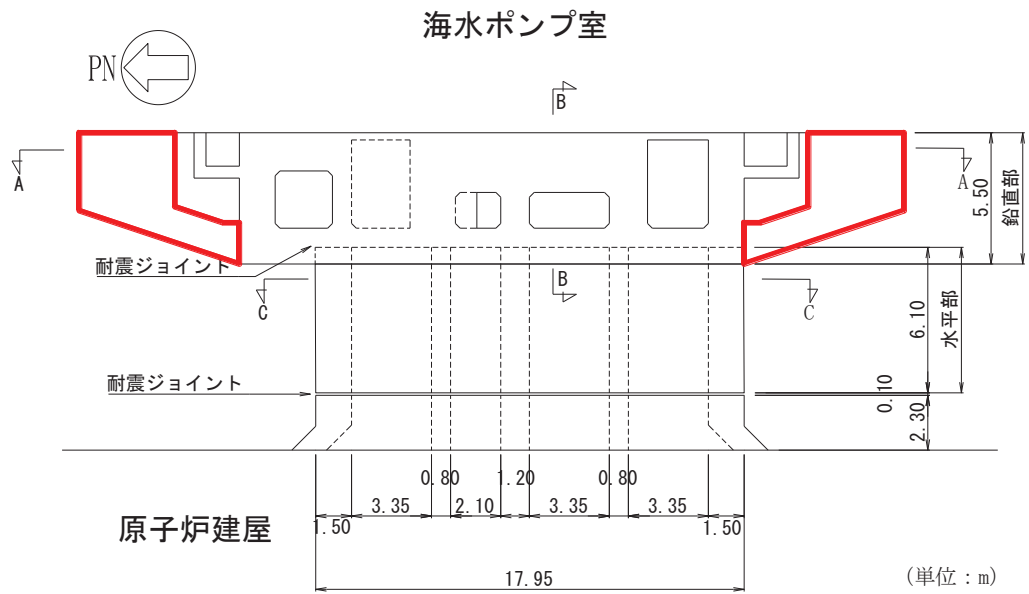 海水ポンプ室
PN
B
A
A
5.50
鉛直部
耐震ジョイント
B
C
C
6.10
水平部
耐震ジョイント
0.10
2.30
0.80
1.20
0.80
3.35
2.10
3.35
3.35
1.50
1.50
原子炉建屋
17.95
(単位：m)